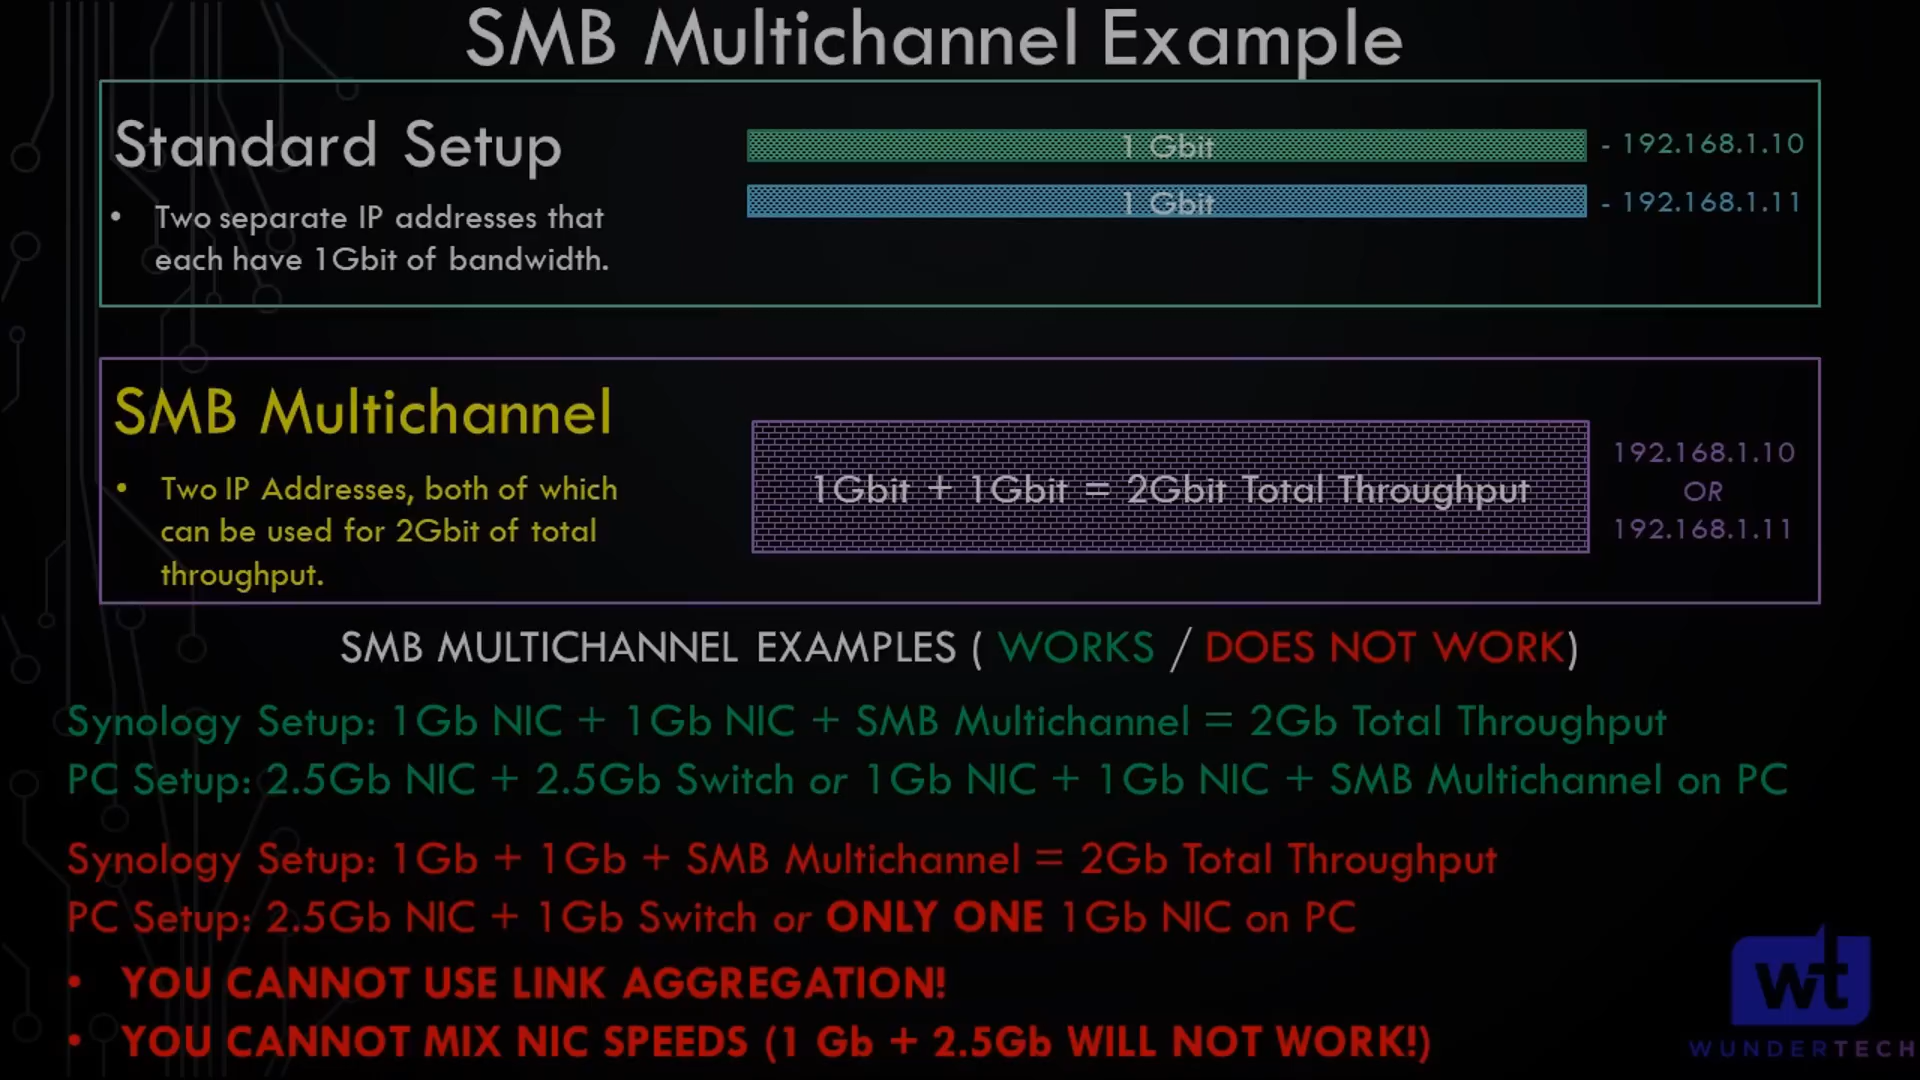 SMB Multichannel Example
Standard Setup
• Two separate IP addresses that
each have 1Gbit of bandwidth.
1 Gbit - 192.168.1.10
1 Gbit - 192.168.1.11
SMB Multichannel
• Two IP Addresses, both of which
can be used for 2Gbit of total
throughput.
1Gbit + 1Gbit = 2Gbit Total Throughput
192.168.1.10
OR
192.168.1.11
SMB MULTICHANNEL EXAMPLES ( WORKS / DOES NOT WORK)
Synology Setup: 1Gb NIC + 1Gb NIC + SMB Multichannel = 2Gb Total Throughput
PC Setup: 2.5Gb NIC + 2.5Gb Switch or 1Gb NIC + 1Gb NIC + SMB Multichannel on PC
Synology Setup: 1Gb + 1Gb + SMB Multichannel = 2Gb Total Throughput
PC Setup: 2.5Gb NIC + 1Gb Switch or ONLY ONE 1Gb NIC on PC
• YOU CANNOT USE LINK AGGREGATION!
• YOU CANNOT MIX NIC SPEEDS (1 Gb + 2.5Gb WILL NOT WORK!)
wt
WUNDERTECH